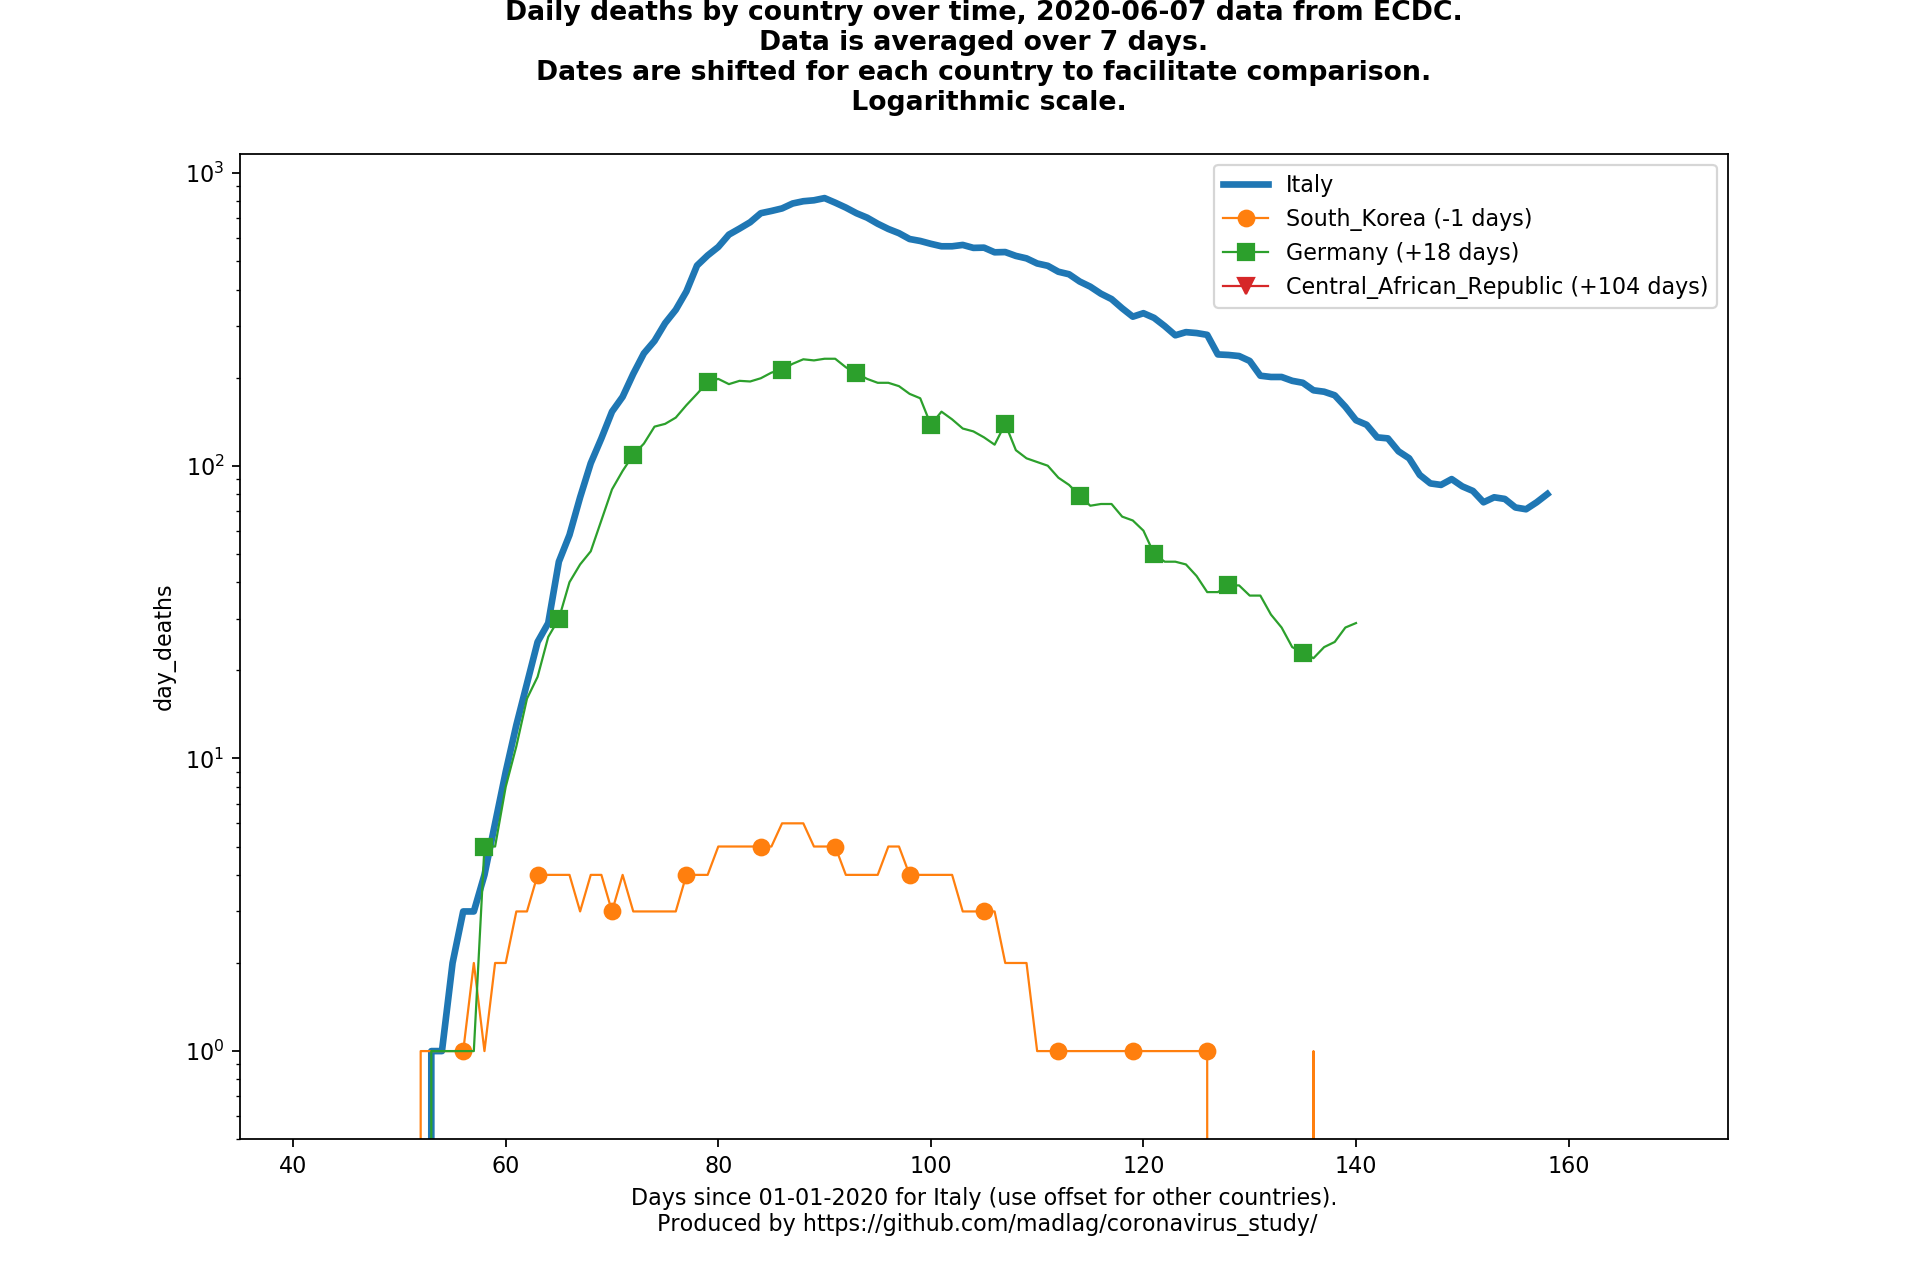 Daily deaths by country over time, 2020-06-07 data from ECDC.
Data is averaged over 7 days.
Dates are shifted for each country to facilitate comparison.
Logarithmic scale.
10³
10²
10¹
10⁰
day_deaths
Italy
South_Korea (-1 days)
Germany (+18 days)
Central_African_Republic (+104 days)
40 60 80 100 120 140 160
Days since 01-01-2020 for Italy (use offset for other countries).
Produced by https://github.com/madlag/coronavirus_study/